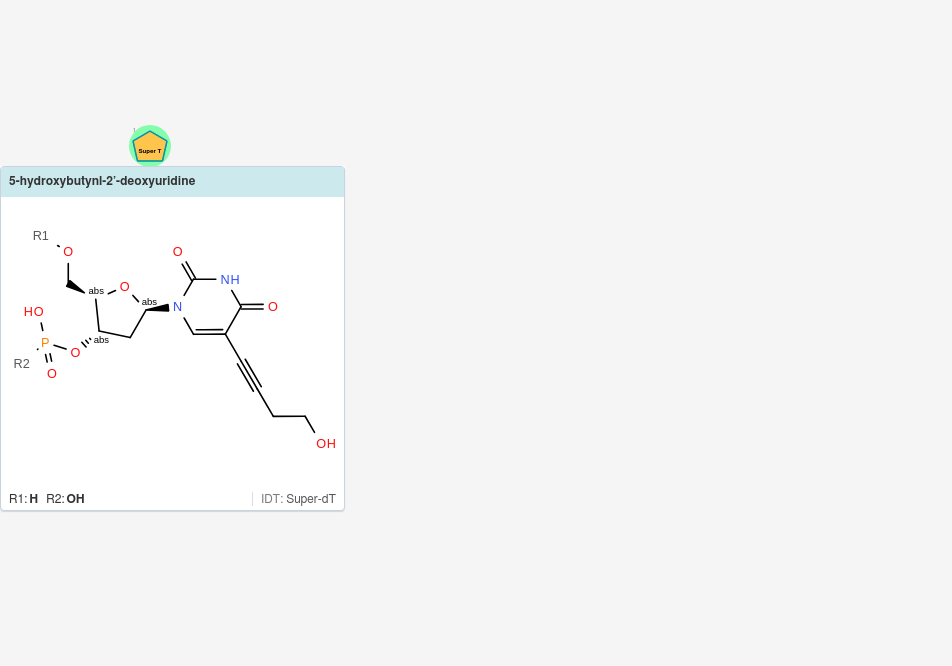 Super T
5-hydroxybutynl-2’-deoxyuridine
R1
O
O
NH
abs
O
abs
N
O
HO
abs
P
O
R2
O
OH
R1: H R2: OH IDT: Super-dT